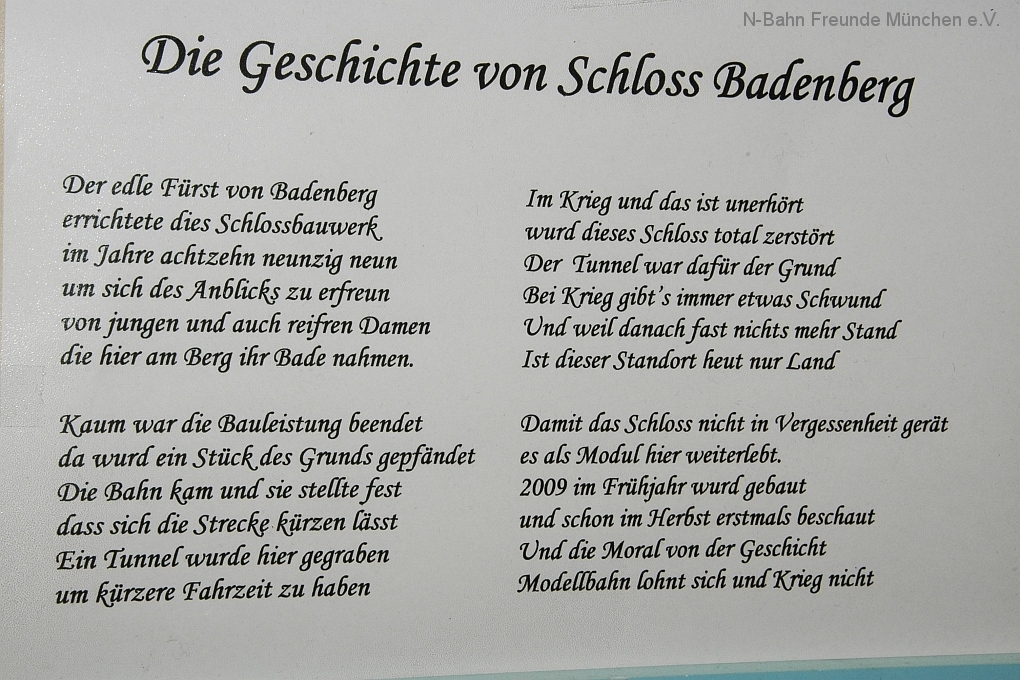 N-Bahn Freunde München e.V.
Die Geschichte von Schloss Badenberg
Der edle Fürst von Badenberg
errichtete dies Schlossbauwerk
im Jahre achtzehn neunzig neun
um sich des Anblicks zu erfreun
von jungen und auch reifren Damen
die hier am Berg ihr Bade nahmen.
Kaum war die Bauleistung beendet
da wurd ein Stück des Grunds gepfändet
Die Bahn kam und sie stellte fest
dass sich die Strecke kürzen lässt
Ein Tunnel wurde hier gegraben
um kürzere Fahrzeit zu haben
Im Krieg und das ist unerhört
wurd dieses Schloss total zerstört
Der Tunnel war dafür der Grund
Bei Krieg gibt's immer etwas Schwund
Und weil danach fast nichts mehr Stand
Ist dieser Standort heut nur Land
Damit das Schloss nicht in Vergessenheit gerät
es als Modul hier weiterlebt.
2009 im Frühjahr wurd gebaut
und schon im Herbst erstmals beschaut
Und die Moral von der Geschicht
Modellbahn lohnt sich und Krieg nicht